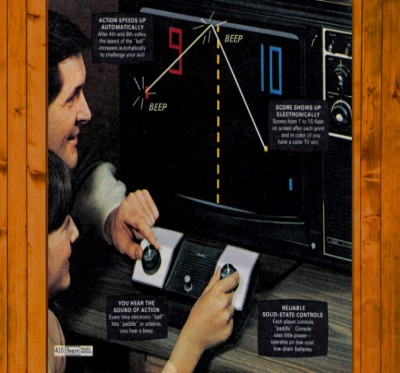 ACTION SPEEDS UP
AUTOMATICALLY
After 4th and 8th volley,
the speed of the "ball"
increases automatically
to challenge your skill
9
BEEP
10
BEEP
SCORE SHOWS UP
ELECTRONICALLY
Scores from 1 to 15 flash
on screen after each point
. . . and in color (if you
have a color TV set)
YOU HEAR THE
SOUND OF ACTION
Every time electronic "ball"
hits "paddle" or sideline,
you hear a beep
RELIABLE
SOLID-STATE CONTROLS
Each player controls
"paddle". Console
uses little power . . .
operates on low-cost,
low-drain batteries
410 Sears